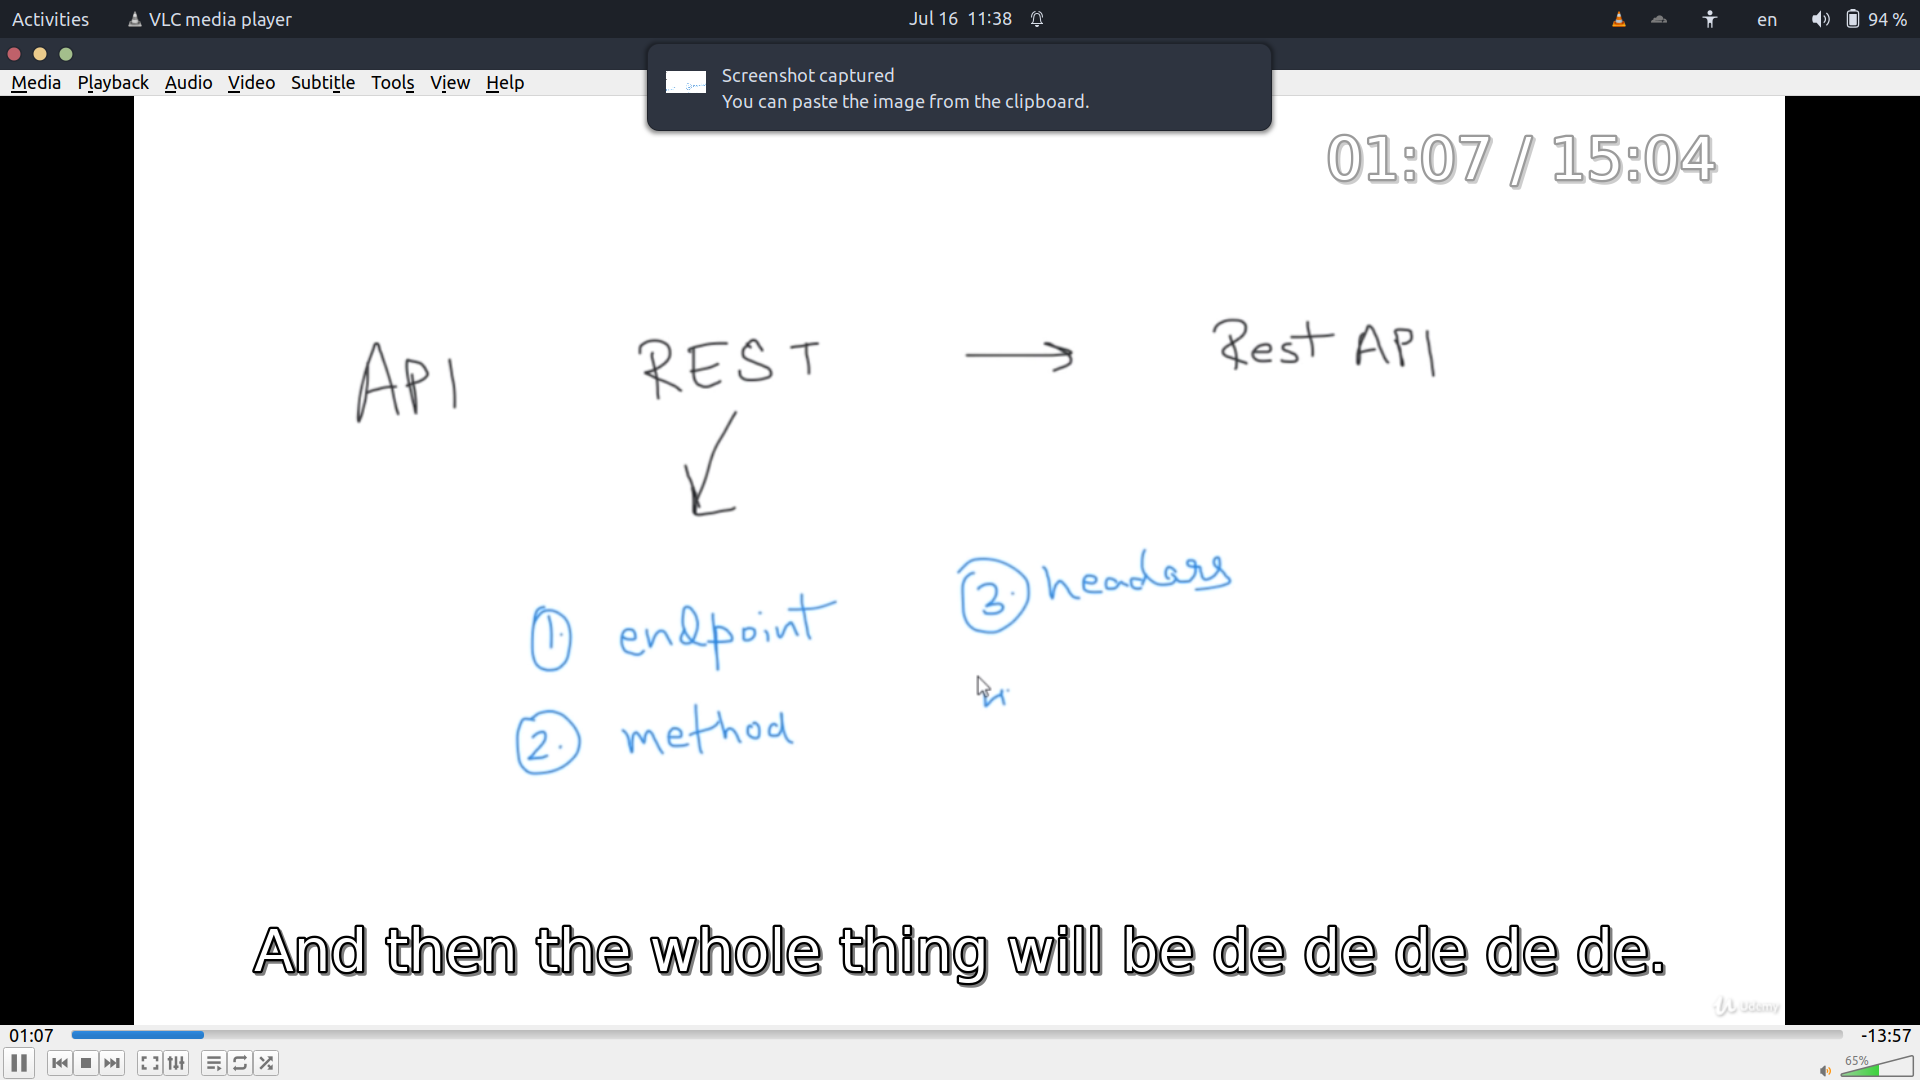 Activities VLC media player Jul 16 11:38 en 94 %
Media Playback Audio Video Subtitle Tools View Help
Screenshot captured
You can paste the image from the clipboard.
01:07 / 15:04
API REST Rest API
1. endpoint
2. method
3. headers
And then the whole thing will be de de de de de.
Udemy
01:07 -13:57
65%